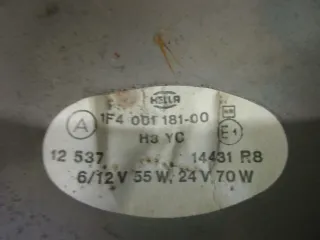 HELLA
A 1F4 001 181-00
H3 YC E1
12 537 14431 R8
6/12 V 55 W, 24 V 70 W